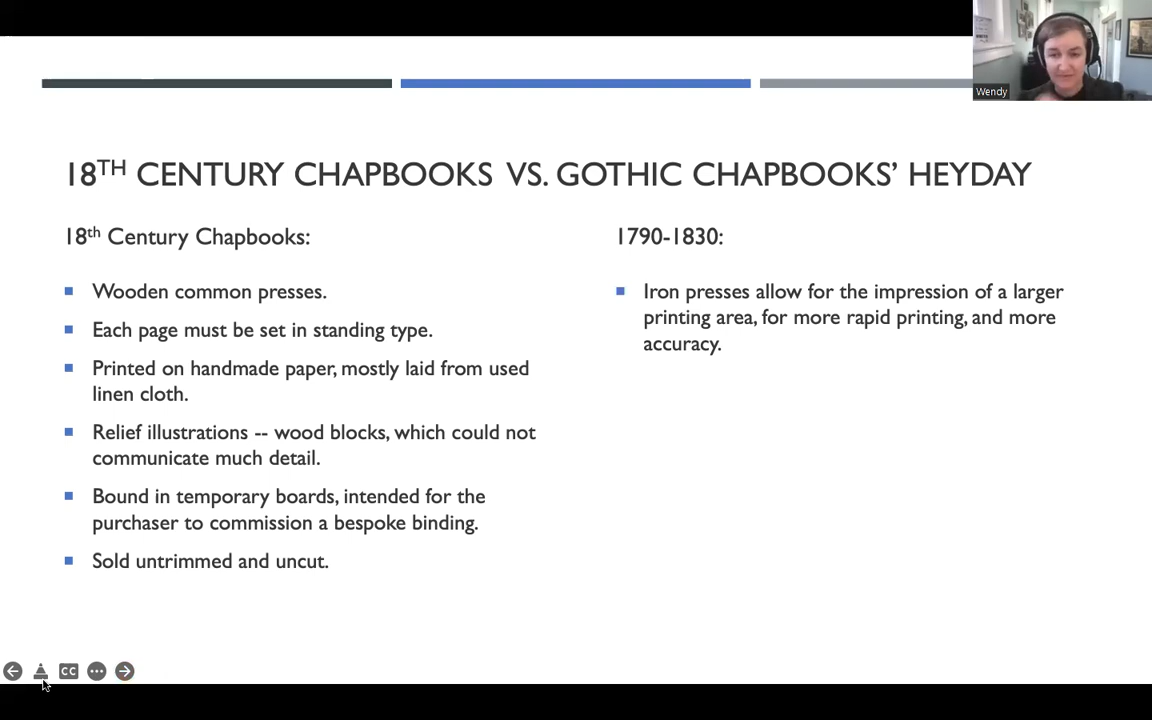 Wendy
18TH CENTURY CHAPBOOKS VS. GOTHIC CHAPBOOKS’ HEYDAY
18th Century Chapbooks:
Wooden common presses.
Each page must be set in standing type.
Printed on handmade paper, mostly laid from used
linen cloth.
Relief illustrations -- wood blocks, which could not
communicate much detail.
Bound in temporary boards, intended for the
purchaser to commission a bespoke binding.
Sold untrimmed and uncut.
1790-1830:
Iron presses allow for the impression of a larger
printing area, for more rapid printing, and more
accuracy.
CC